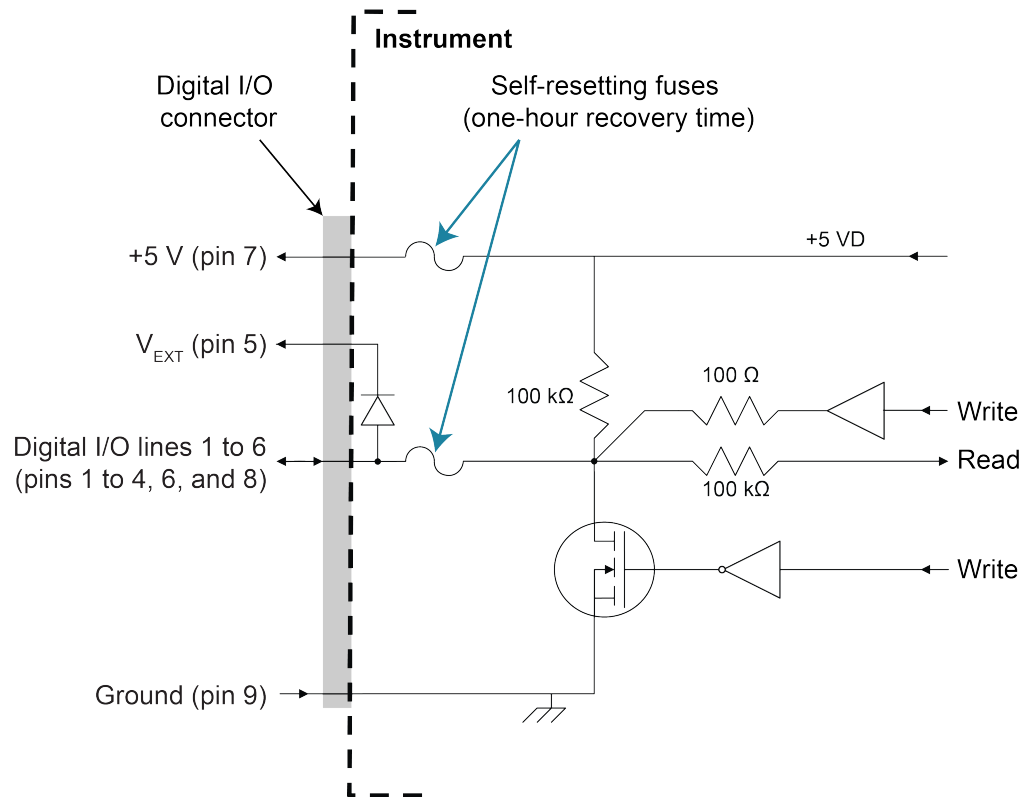 Instrument
Digital I/O
connector
Self-resetting fuses
(one-hour recovery time)
+5 V (pin 7)
+5 VD
VEXT (pin 5)
100 kΩ
100 Ω
Write
Digital I/O lines 1 to 6
(pins 1 to 4, 6, and 8)
Read
100 kΩ
Write
Ground (pin 9)